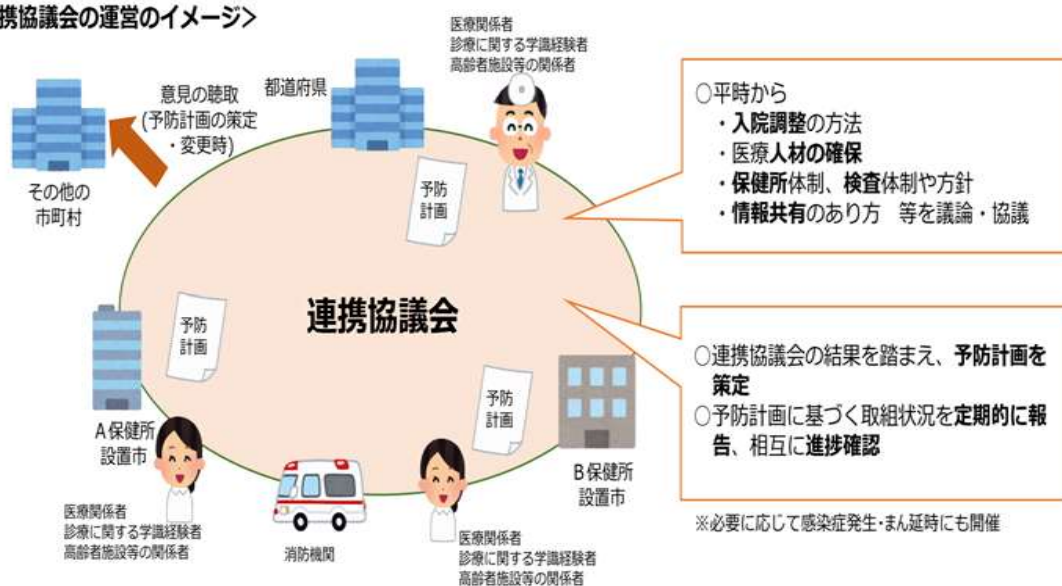 携協議会の運営のイメージ>
医療関係者
診療に関する学識経験者
高齢者施設等の関係者
都道府県
意見の聴取
(予防計画の策定
・変更時)
その他の
市町村
予防
計画
○平時から
・入院調整の方法
・医療人材の確保
・保健所体制、検査体制や方針
・情報共有のあり方 等を議論・協議
連携協議会
予防
計画
予防
計画
○連携協議会の結果を踏まえ、予防計画を
策定
○予防計画に基づく取組状況を定期的に報
告、相互に進捗確認
※必要に応じて感染症発生・まん延時にも開催
A保健所
設置市
B保健所
設置市
医療関係者
診療に関する学識経験者
高齢者施設等の関係者
消防機関
医療関係者
診療に関する学識経験者
高齢者施設等の関係者